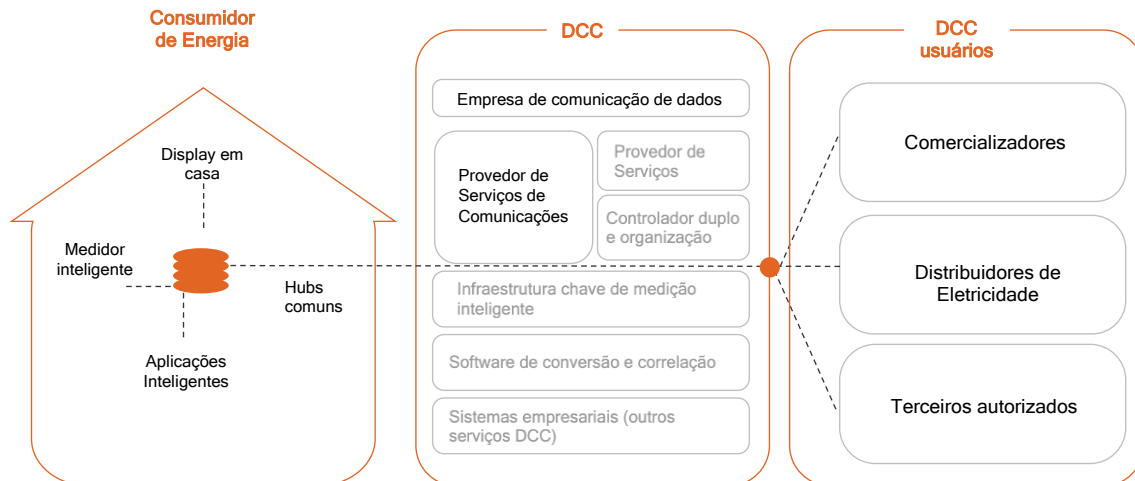 Consumidor
de Energia
Display em
casa
Medidor
inteligente
Hubs
comuns
Aplicações
Inteligentes
DCC
Empresa de comunicação de dados
Provedor de
Serviços de
Comunicações
Provedor de
Serviços
Controlador duplo
e organização
Infraestrutura chave de medição
inteligente
Software de conversão e correlação
Sistemas empresariais (outros
serviços DCC)
DCC
usuários
Comercializadores
Distribuidores de
Eletricidade
Terceiros autorizados